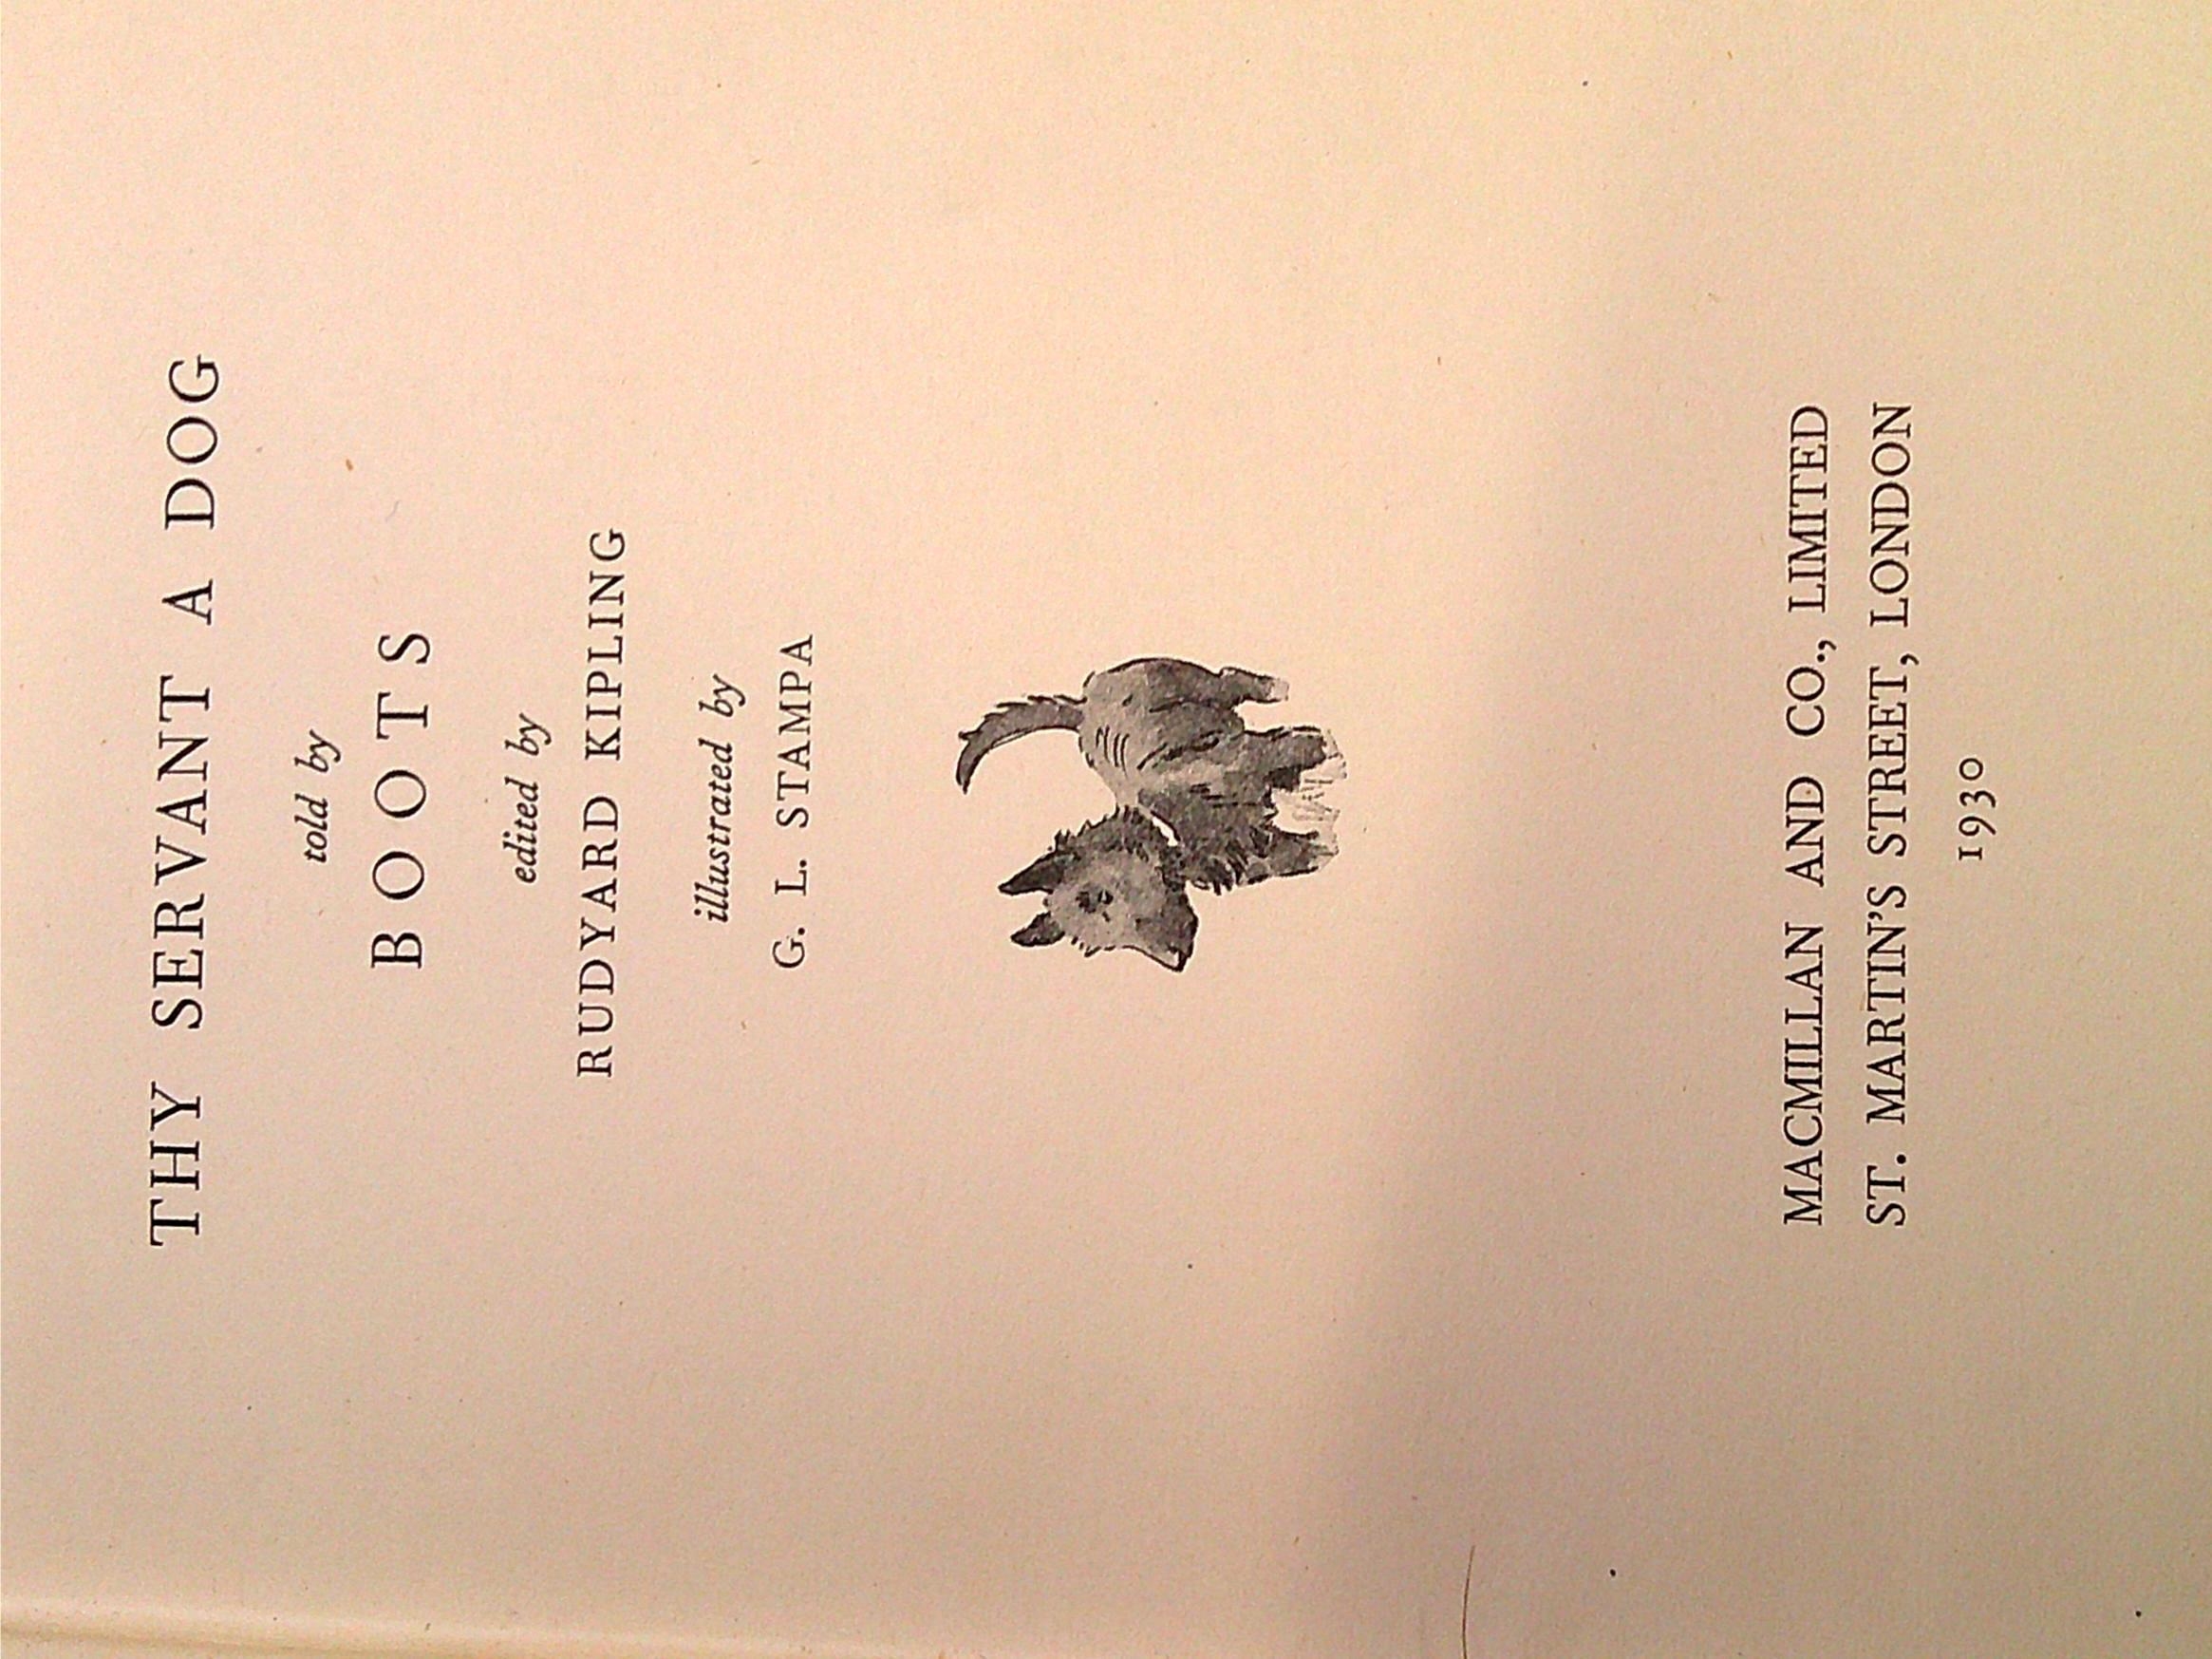 THY SERVANT A DOG
told by
BOOTS
edited by
RUDYARD KIPLING
illustrated by
G. L. STAMPA
MACMILLAN AND CO., LIMITED
ST. MARTIN'S STREET, LONDON
1930